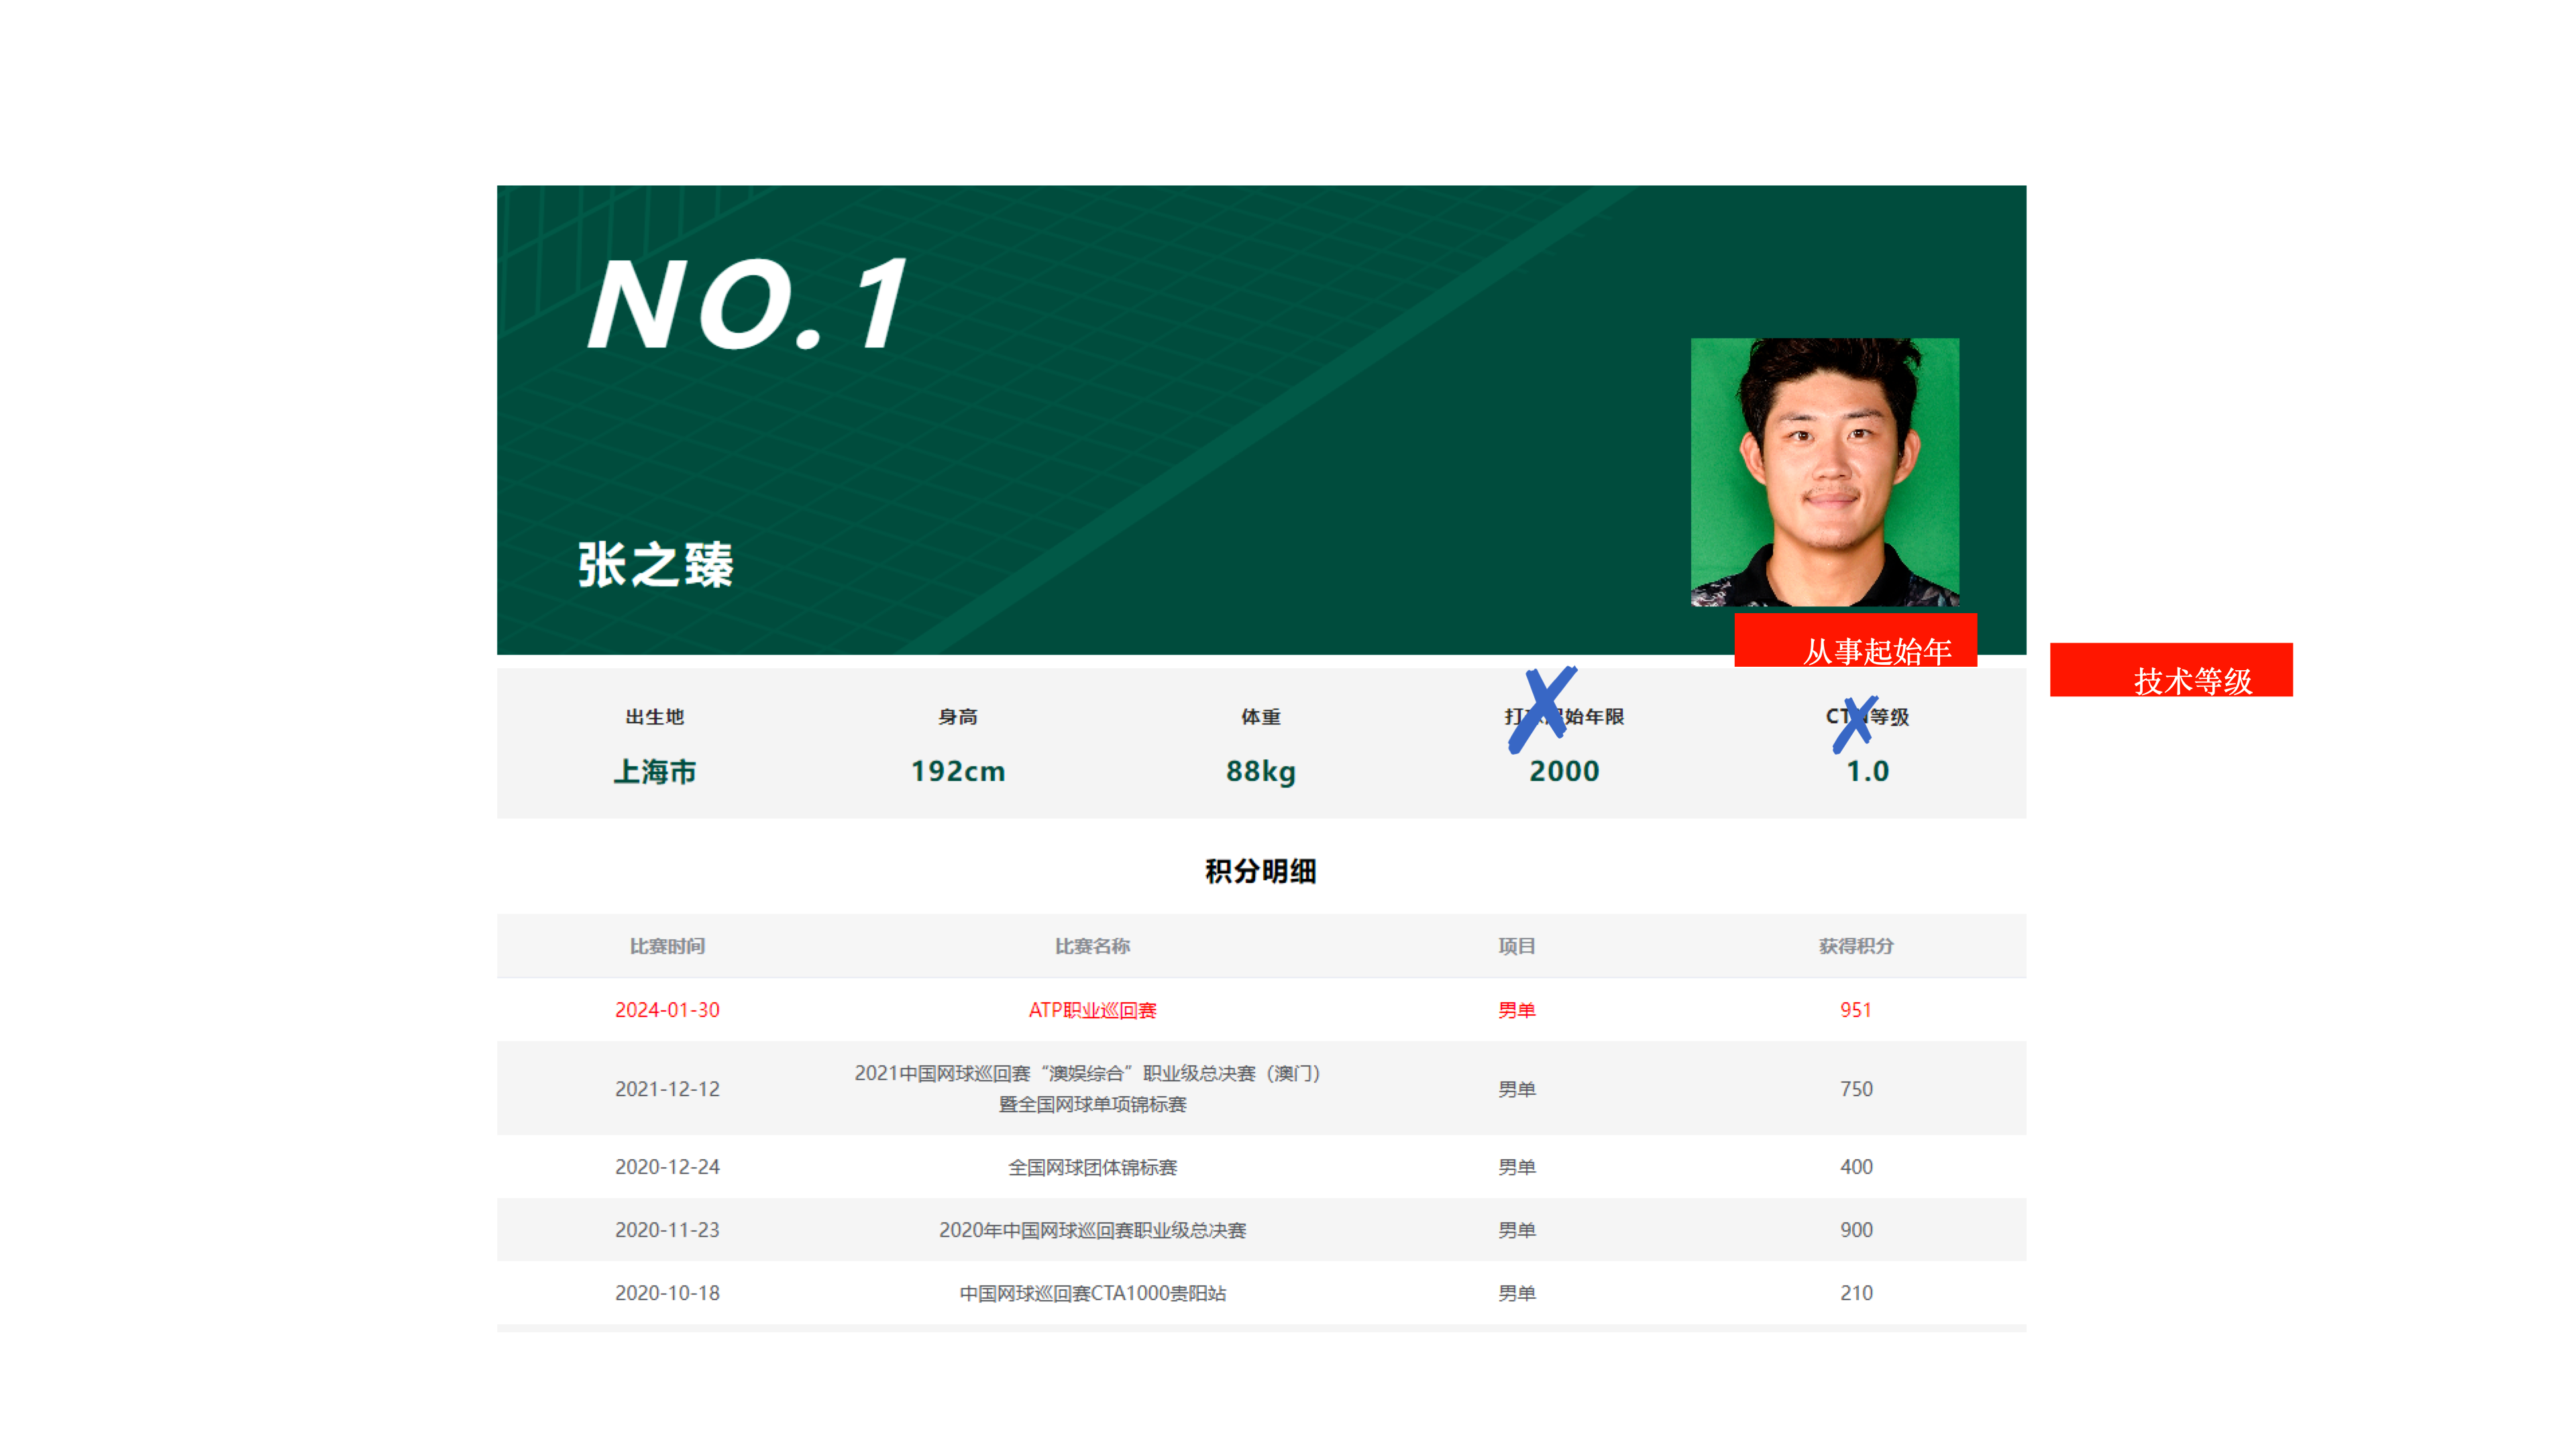 NO.1
张之臻
从事起始年
技术等级
出生地
身高
体重
打 始年限
CT 等级
上海市
192cm
88kg
2000
1.0
积分明细
比赛时间
比赛名称
项目
获得积分
2024-01-30
ATP职业巡回赛
男单
951
2021-12-12
2021中国网球巡回赛“澳娱综合”职业级总决赛（澳门）
暨全国网球单项锦标赛
男单
750
2020-12-24
全国网球团体锦标赛
男单
400
2020-11-23
2020年中国网球巡回赛职业级总决赛
男单
900
2020-10-18
中国网球巡回赛CTA1000贵阳站
男单
210